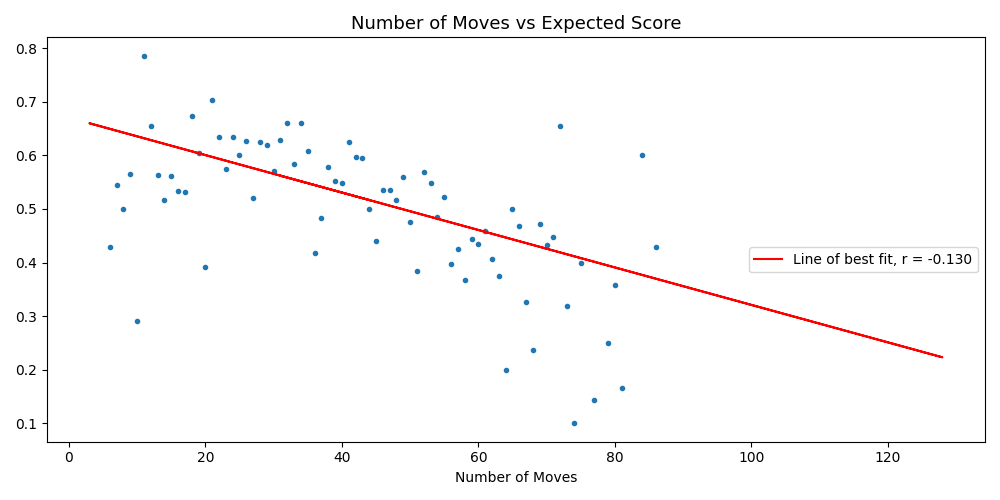 Number of Moves vs Expected Score
0.8
0.7
0.6
0.5
0.4
0.3
0.2
0.1
Line of best fit, r = -0.130
0 20 40 60 80 100 120
Number of Moves